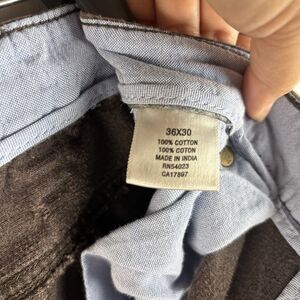 36X30
100% COTTON
100% COTON
MADE IN INDIA
RN54023
CA17897